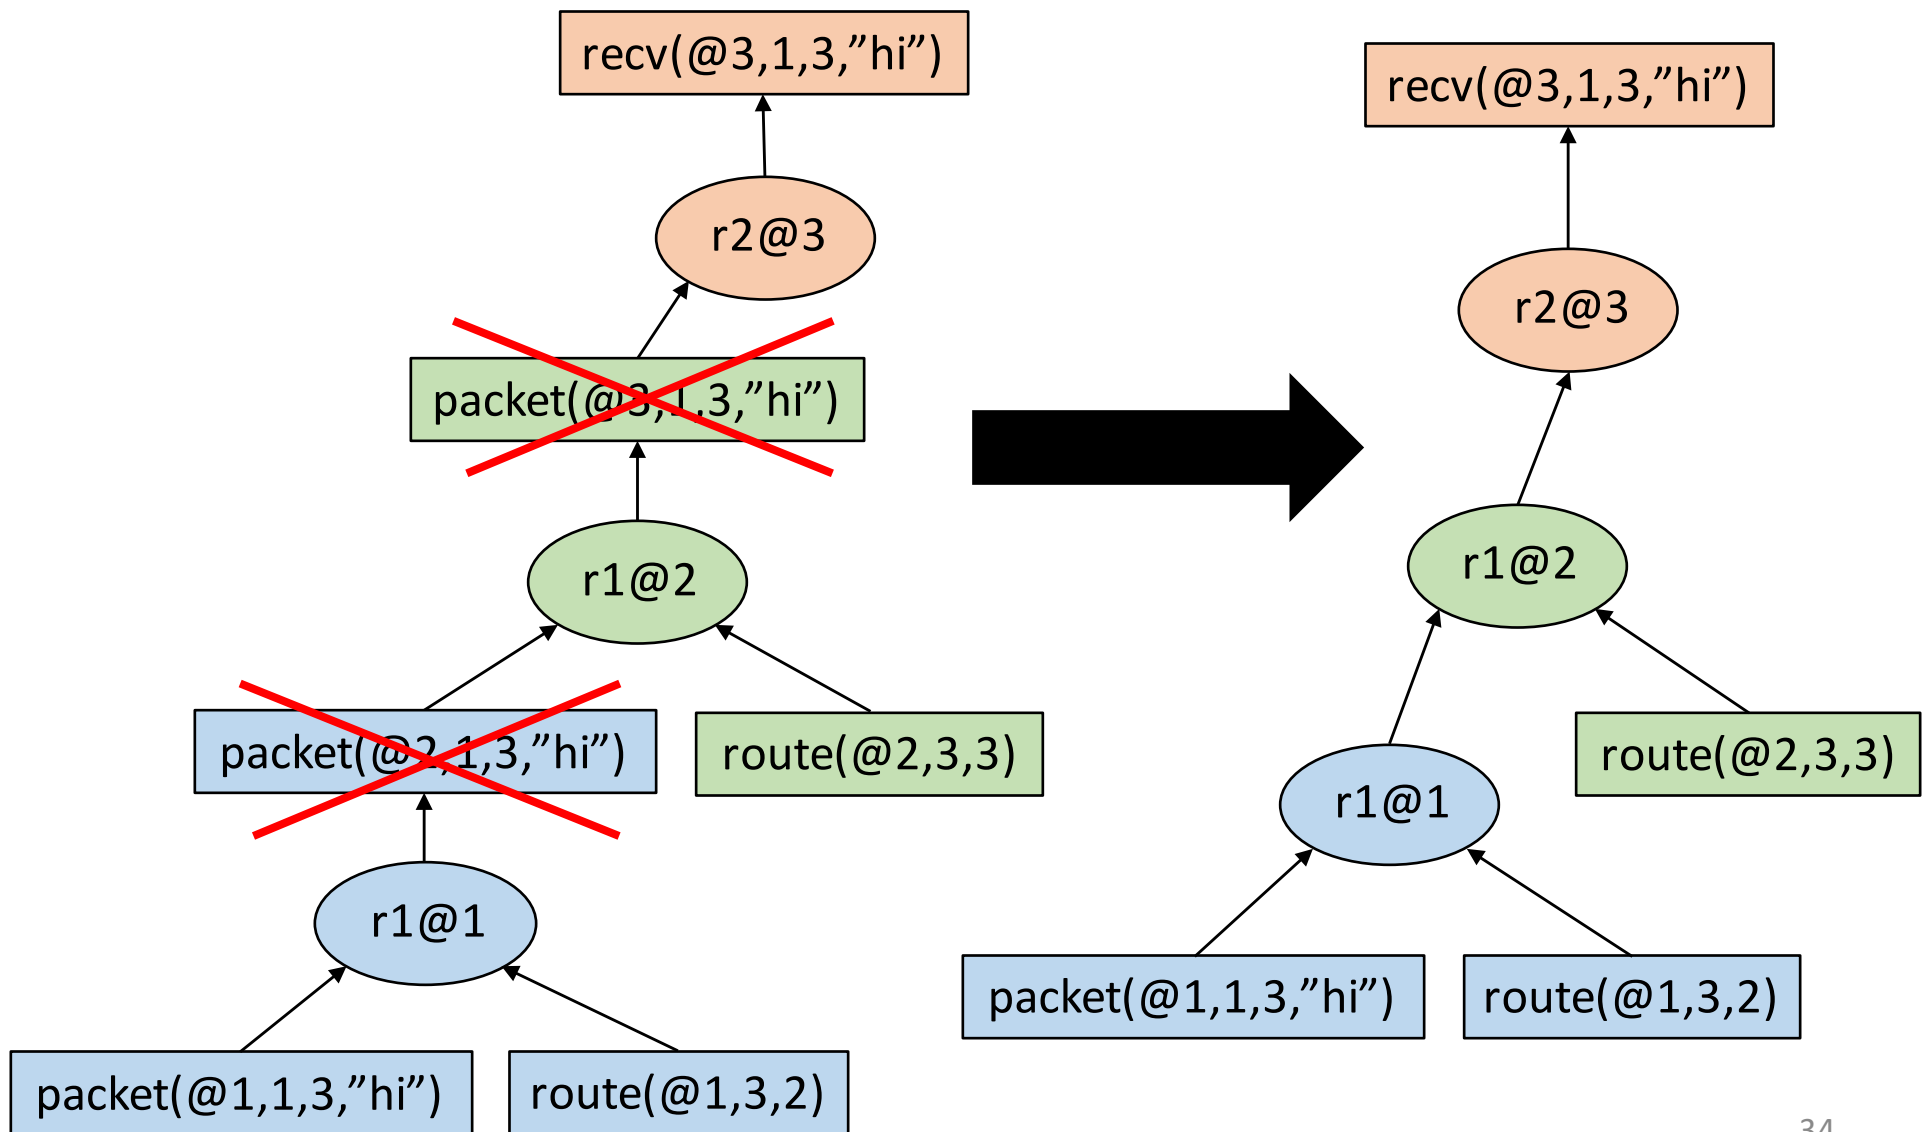 recv(@3,1,3,”hi”)
r2@3
packet(@3,1,3,”hi”)
r1@2
packet(@2,1,3,”hi”)
route(@2,3,3)
r1@1
packet(@1,1,3,”hi”)
route(@1,3,2)
recv(@3,1,3,”hi”)
r2@3
r1@2
route(@2,3,3)
r1@1
packet(@1,1,3,”hi”)
route(@1,3,2)
34